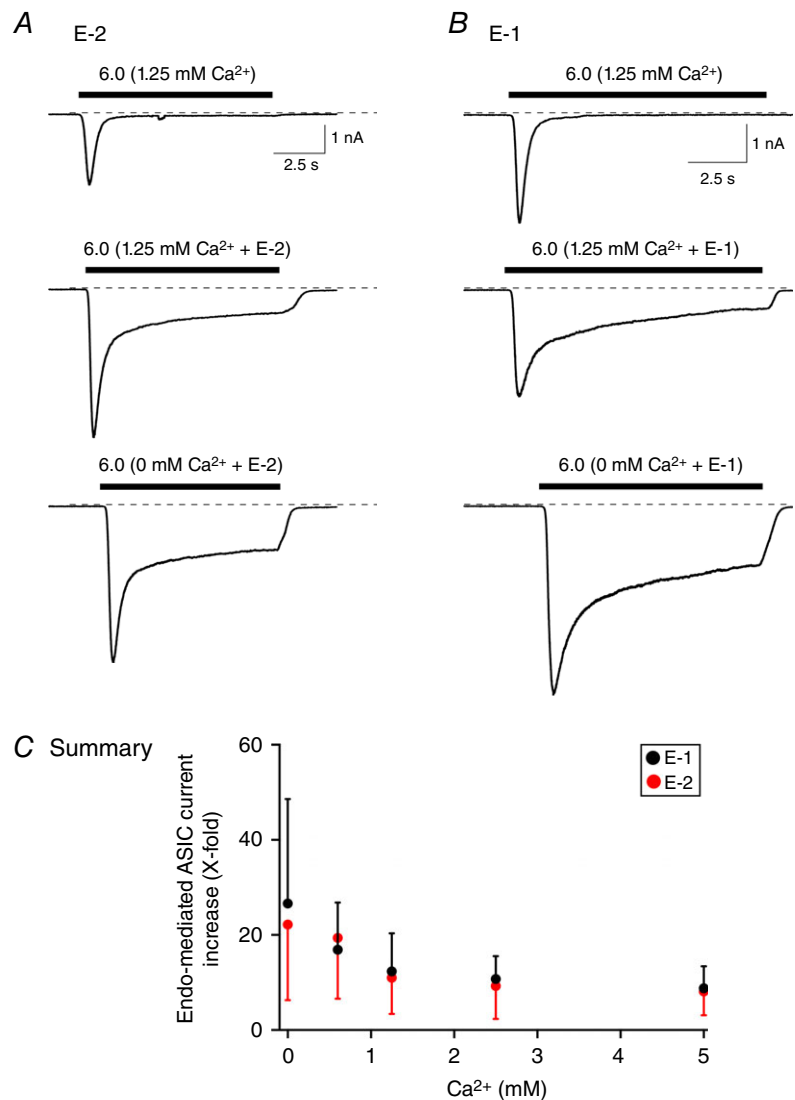 A E-2
6.0 (1.25 mM Ca²⁺)
1 nA
2.5 s
6.0 (1.25 mM Ca²⁺ + E-2)
6.0 (0 mM Ca²⁺ + E-2)
B E-1
6.0 (1.25 mM Ca²⁺)
1 nA
2.5 s
6.0 (1.25 mM Ca²⁺ + E-1)
6.0 (0 mM Ca²⁺ + E-1)
C Summary
Endo-mediated ASIC current
increase (X-fold)
60
40
20
0
E-1
E-2
0 1 2 3 4 5
Ca²⁺ (mM)